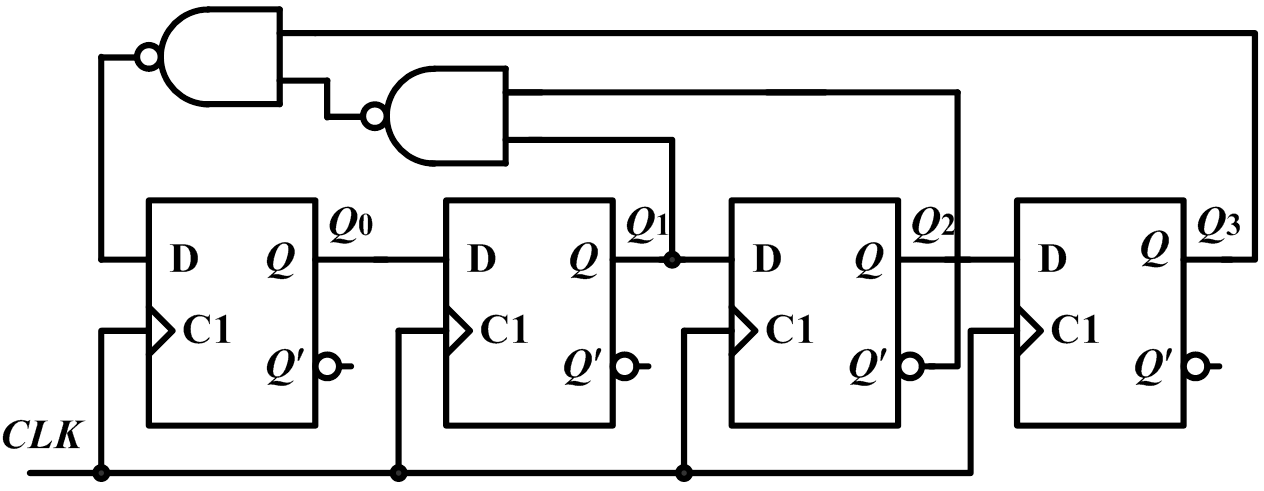 Q0 Q1 Q2 Q3
D Q D Q D Q D Q
C1 C1 C1 C1
Q' Q' Q' Q'
CLK